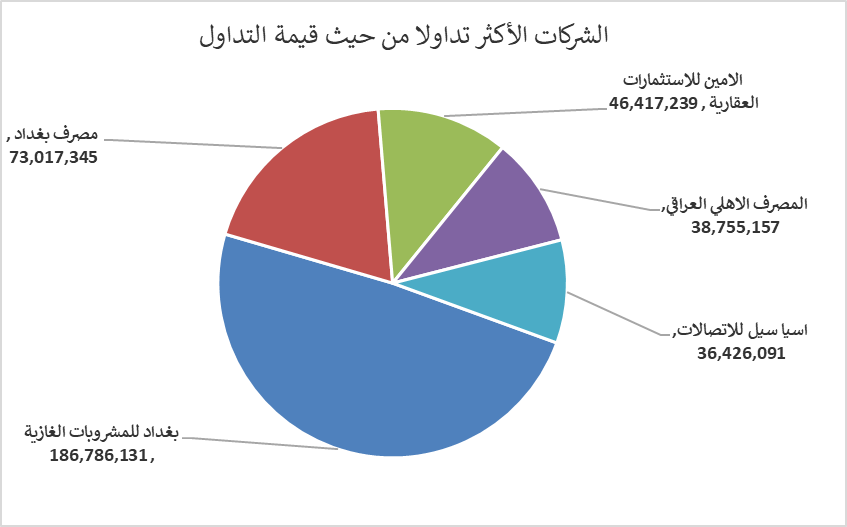 الشركات الأكثر تداولا من حيث قيمة التداول
الامين للاستثمارات
العقارية , 46,417,239
مصرف بغداد ,
73,017,345
المصرف الاهلي العراقي,
38,755,157
اسيا سيل للاتصالات,
36,426,091
بغداد للمشروبات الغازية
, 186,786,131